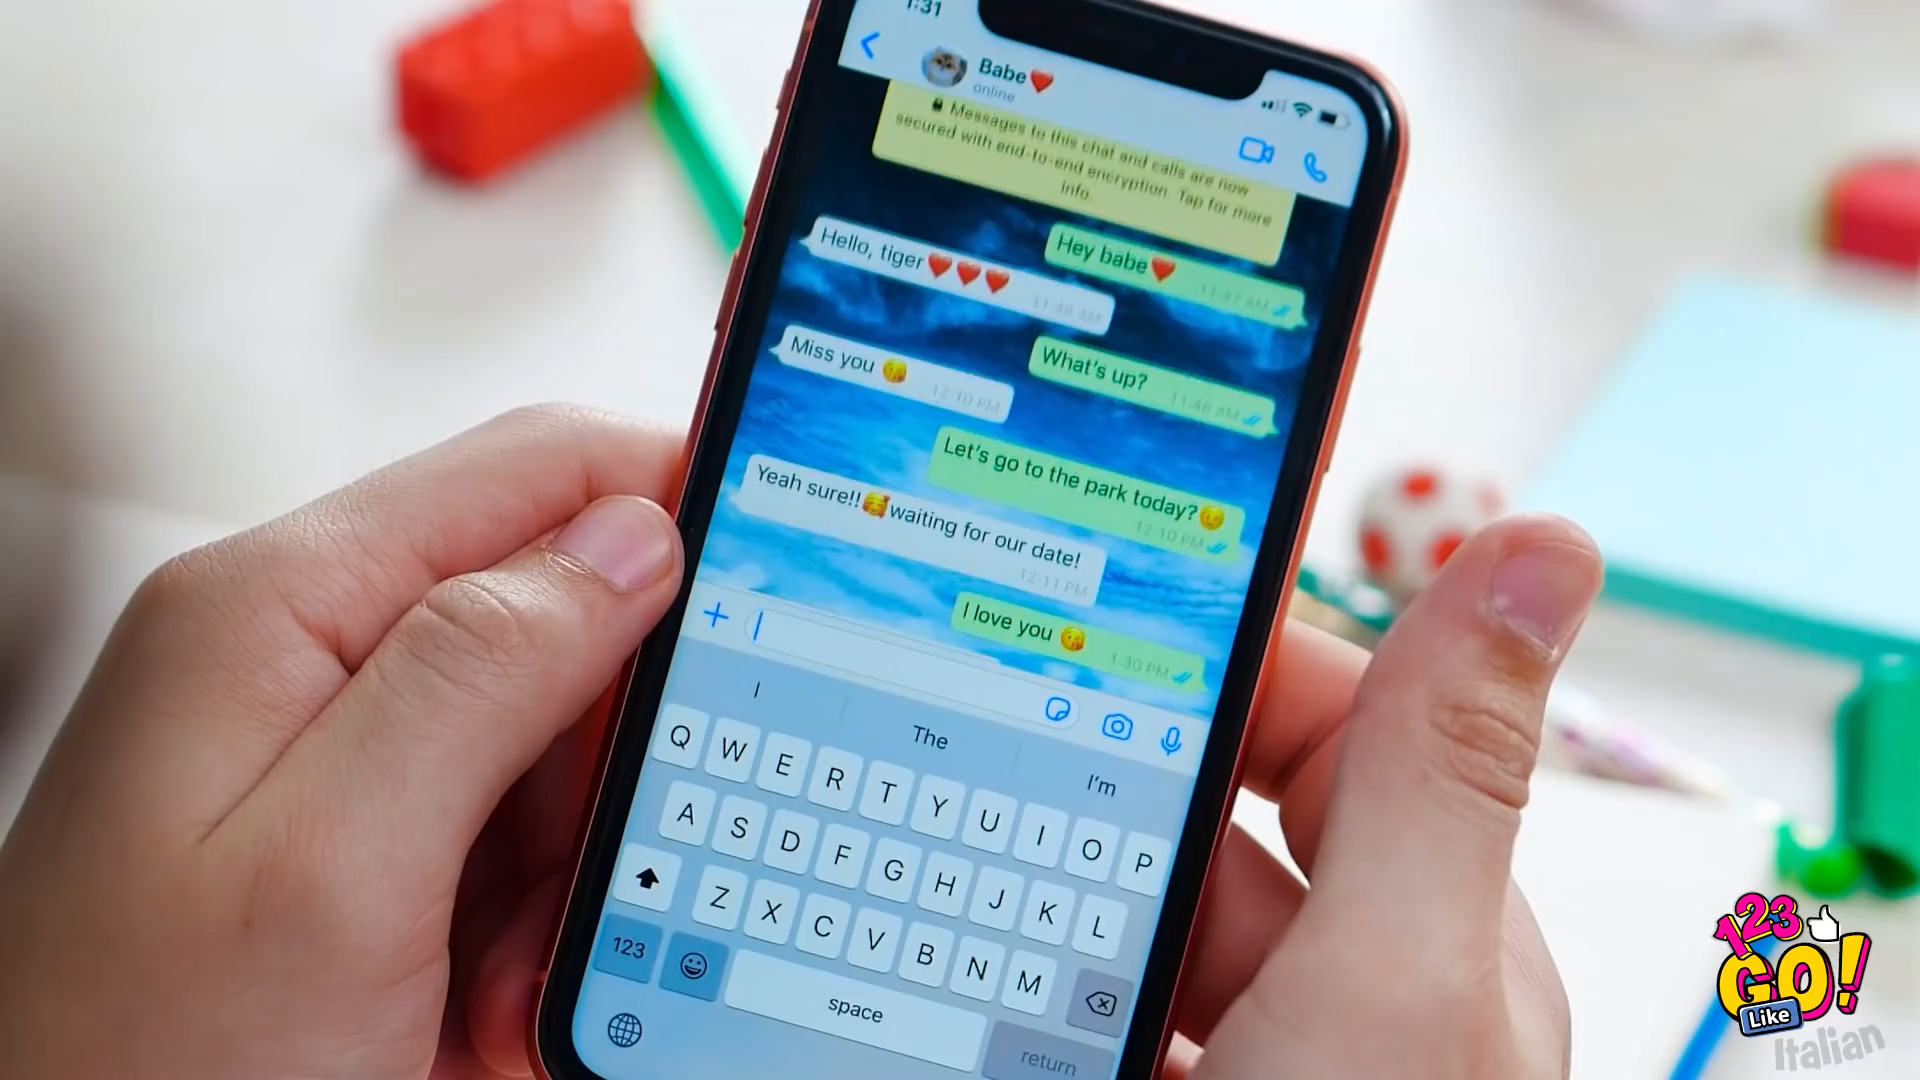 1:31
Babe❤️
online
🔒 Messages to this chat and calls are now
secured with end-to-end encryption. Tap for more
info.
Hey babe❤️
11:47 AM
Hello, tiger❤️❤️❤️
11:48 AM
What's up?
11:48 AM
Miss you 😘
12:10 PM
Let's go to the park today?😉
12:10 PM
Yeah sure!!🥰waiting for our date!
12:11 PM
I love you 😘
1:30 PM
I The I'm
Q W E R T Y U I O P
A S D F G H J K L
Z X C V B N M
123 space return
123
GO!
Like
Italian